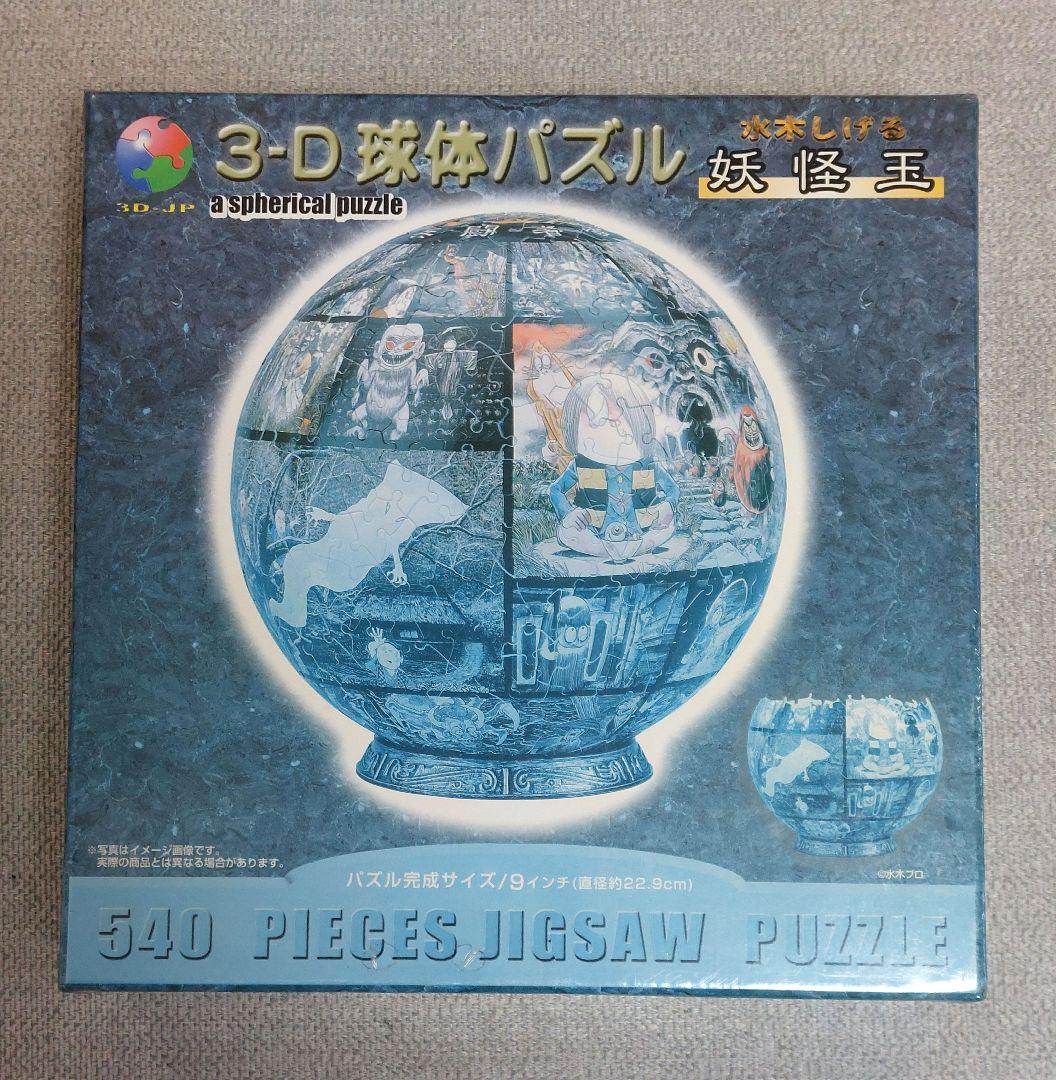 3-D 球体パズル
水木しげる
妖怪玉
3D-JP
a spherical puzzle
闘
※写真はイメージ画像です。
実際の商品とは異なる場合があります。
©水木プロ
パズル完成サイズ/9インチ(直径約22.9cm)
540 PIECES JIGSAW PUZZLE